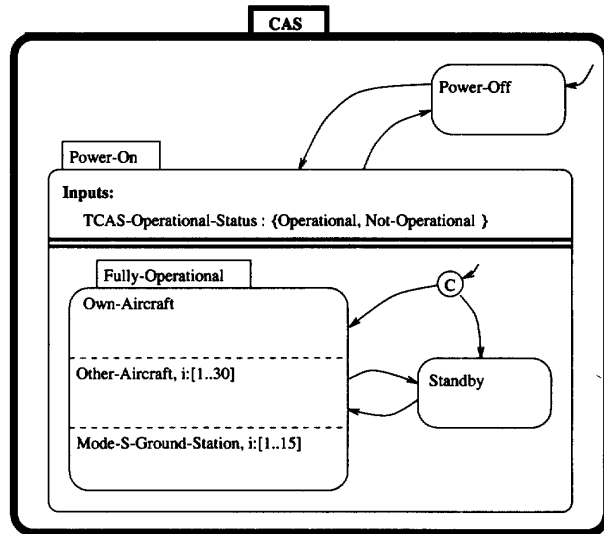 CAS
Power-Off
Power-On
Inputs:
TCAS-Operational-Status : {Operational, Not-Operational }
Fully-Operational
C
Own-Aircraft
Other-Aircraft, i:[1..30]
Standby
Mode-S-Ground-Station, i:[1..15]